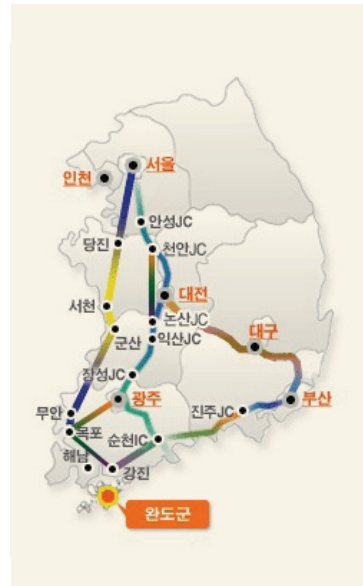 서울
인천
안성JC
당진
천안JC
대전
서천
논산JC
군산
익산JC
대구
장성JC
광주
무안
목포
순천IC
진주JC
부산
해남
강진
완도군